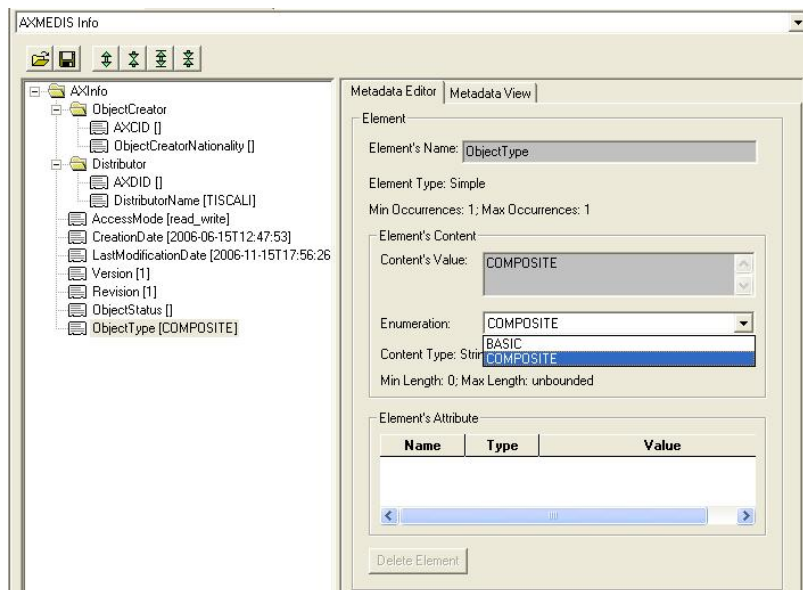 AXMEDIS Info
AXInfo
ObjectCreator
AXCID []
ObjectCreatorNationality []
Distributor
AXDID []
DistributorName [TISCALI]
AccessMode [read_write]
CreationDate [2006-06-15T12:47:53]
LastModificationDate [2006-11-15T17:56:26
Version [1]
Revision [1]
ObjectStatus []
ObjectType [COMPOSITE]
Metadata Editor Metadata View
Element
Element's Name: ObjectType
Element Type: Simple
Min Occurrences: 1; Max Occurrences: 1
Element's Content
Content's Value: COMPOSITE
Enumeration: COMPOSITE
BASIC
Content Type: Strin COMPOSITE
Min Length: 0; Max Length: unbounded
Element's Attribute
Name Type Value
Delete Element